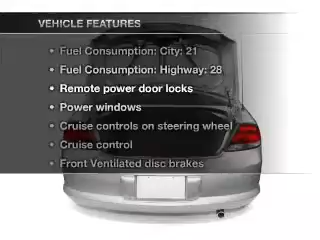 VEHICLE FEATURES
• Fuel Consumption: City: 21
• Fuel Consumption: Highway: 28
• Remote power door locks
• Power windows
• Cruise controls on steering wheel
• Cruise control
• Front Ventilated disc brakes